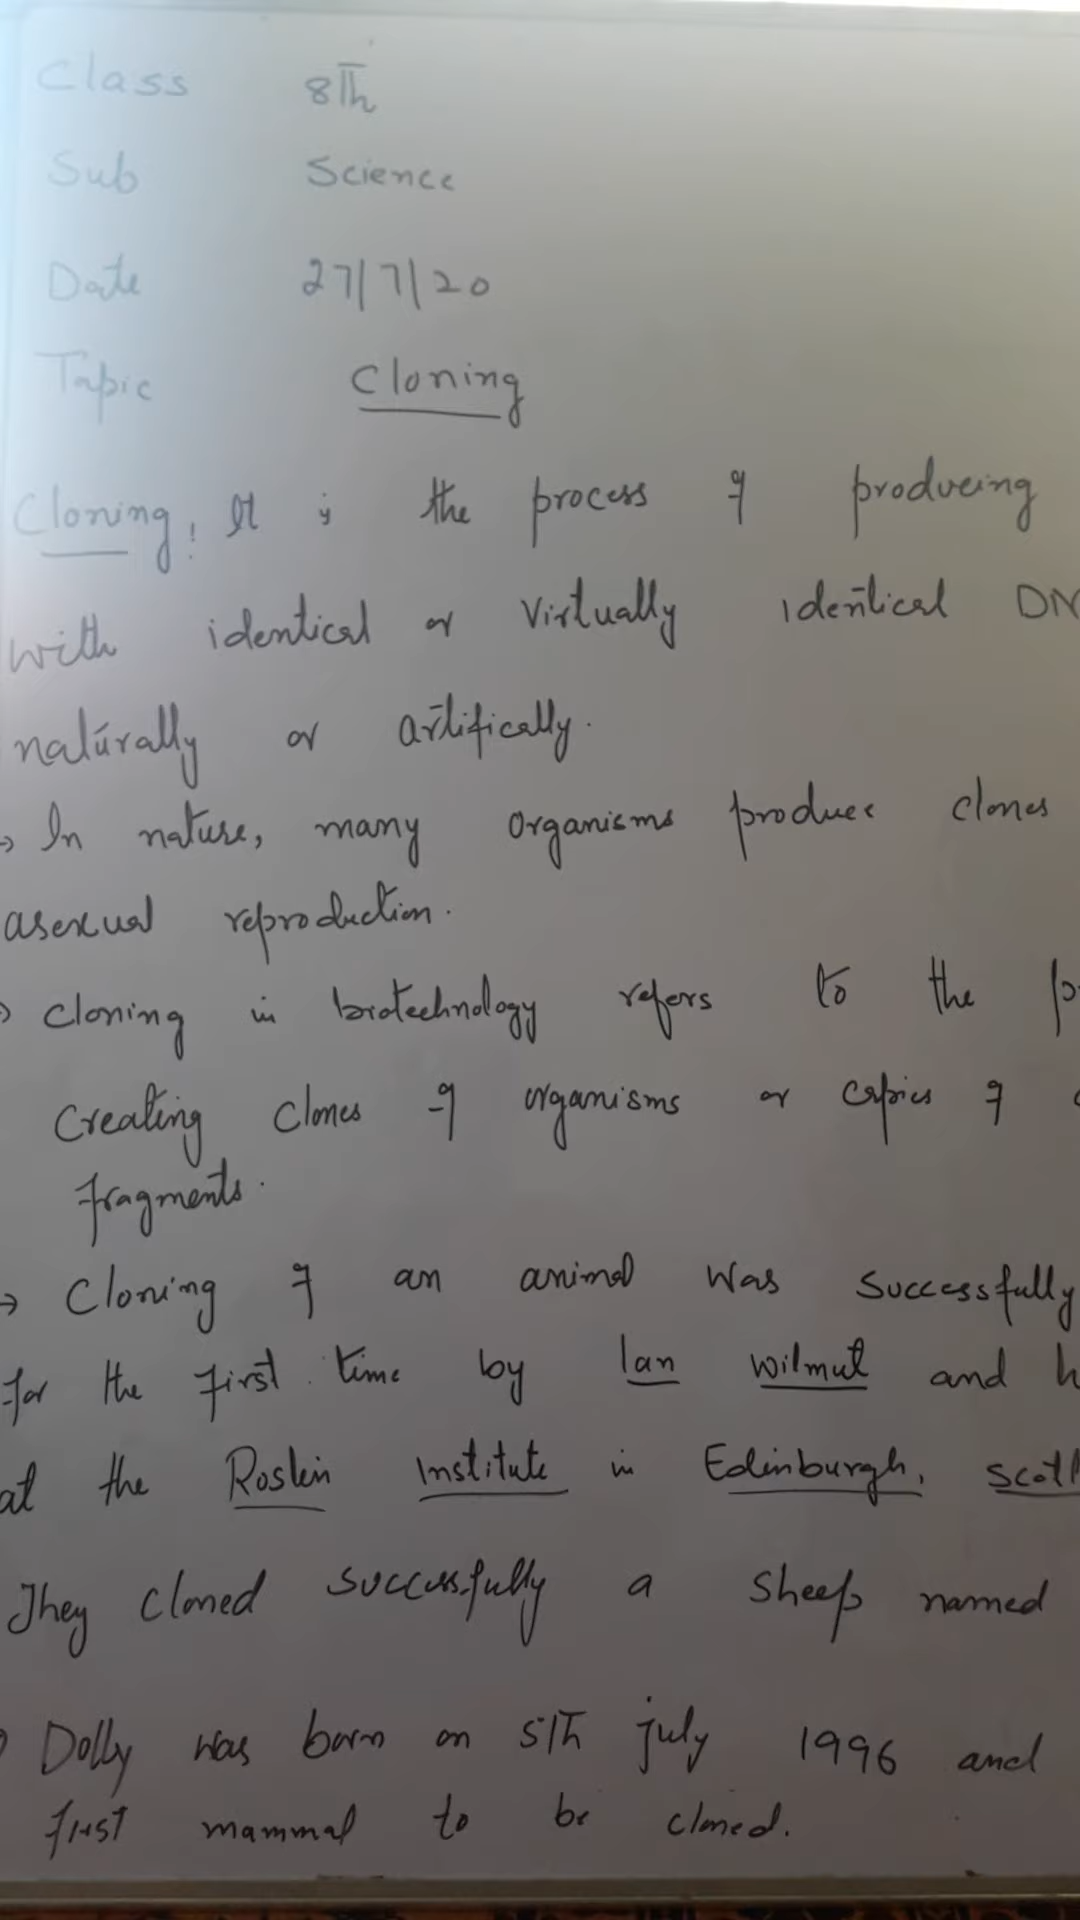 Class 8Th
Sub Science
Date 27/7/20
Topic Cloning
Cloning: It is the process of producing
with identical or virtually identical DN
naturally or artifically.
→ In nature, many organisms produce clones
asexual reproduction.
→ Cloning in biotechnology refers to the p
Creating clones of organisms or copies of
fragments.
→ Cloning of an animal was successfully
for the first time by Ian Wilmut and h
at the Roslin Institute in Edinburgh, Scotl
They cloned successfully a sheep named
→ Dolly was born on 5Th july 1996 and
first mammal to be cloned.